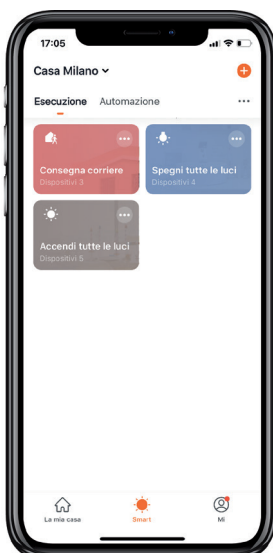 17:05
Casa Milano
Esecuzione Automazione
Consegna corriere
Dispositivi 3
Spegni tutte le luci
Dispositivi 4
Accendi tutte le luci
Dispositivi 5
La mia casa
Smart
Mi